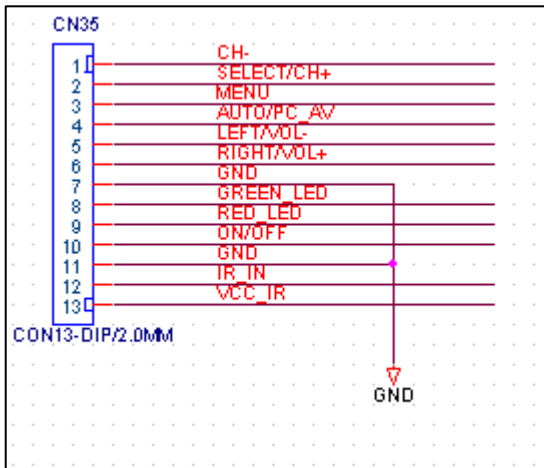 CN35
1 CH-
2 SELECT/CH+
3 MENU
4 AUTO/PC_AV
5 LEFT/VOL-
6 RIGHT/VOL+
7 GND
8 GREEN_LED
9 RED_LED
10 ON/OFF
11 GND
12 IR_IN
13 VCC_IR
CON13-DIP/2.0MM
GND